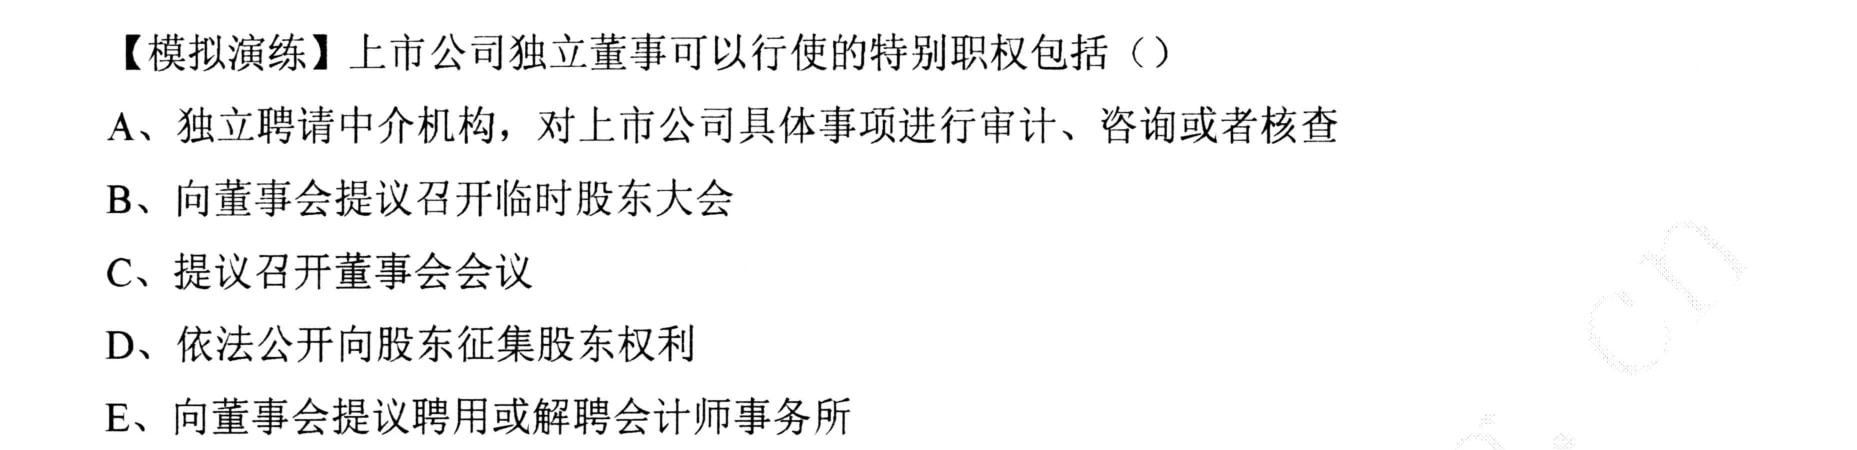 【模拟演练】上市公司独立董事可以行使的特别职权包括（）
A、独立聘请中介机构，对上市公司具体事项进行审计、咨询或者核查
B、向董事会提议召开临时股东大会
C、提议召开董事会会议
D、依法公开向股东征集股东权利
E、向董事会提议聘用或解聘会计师事务所
cn